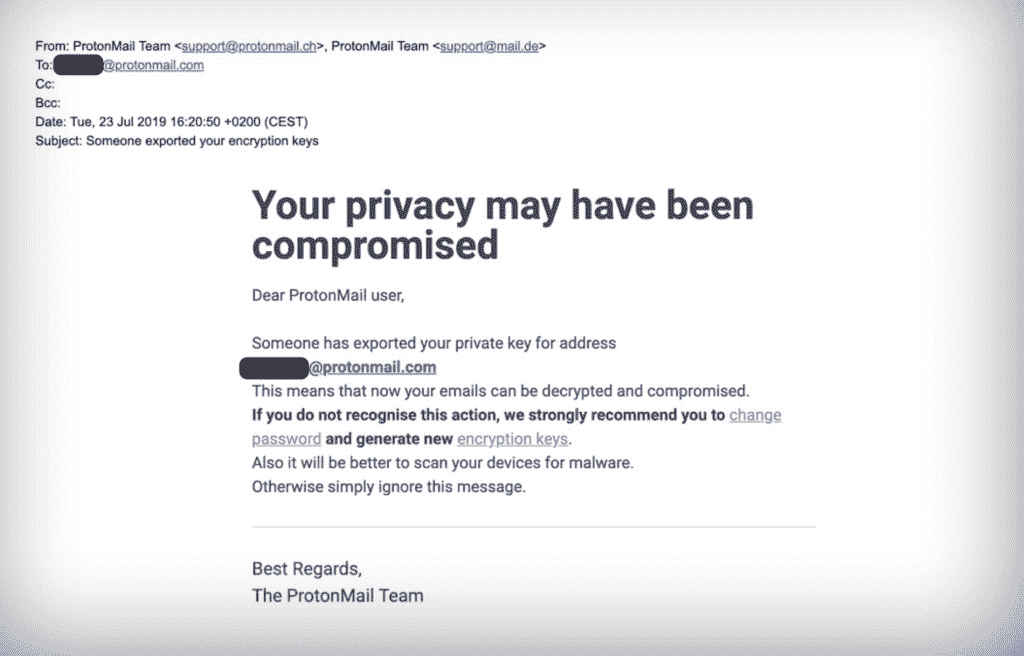 From: ProtonMail Team <support@protonmail.ch>, ProtonMail Team <support@mail.de>
To: @protonmail.com
Cc:
Bcc:
Date: Tue, 23 Jul 2019 16:20:50 +0200 (CEST)
Subject: Someone exported your encryption keys
Your privacy may have been
compromised
Dear ProtonMail user,
Someone has exported your private key for address
@protonmail.com
This means that now your emails can be decrypted and compromised.
If you do not recognise this action, we strongly recommend you to change
password and generate new encryption keys.
Also it will be better to scan your devices for malware.
Otherwise simply ignore this message.
Best Regards,
The ProtonMail Team